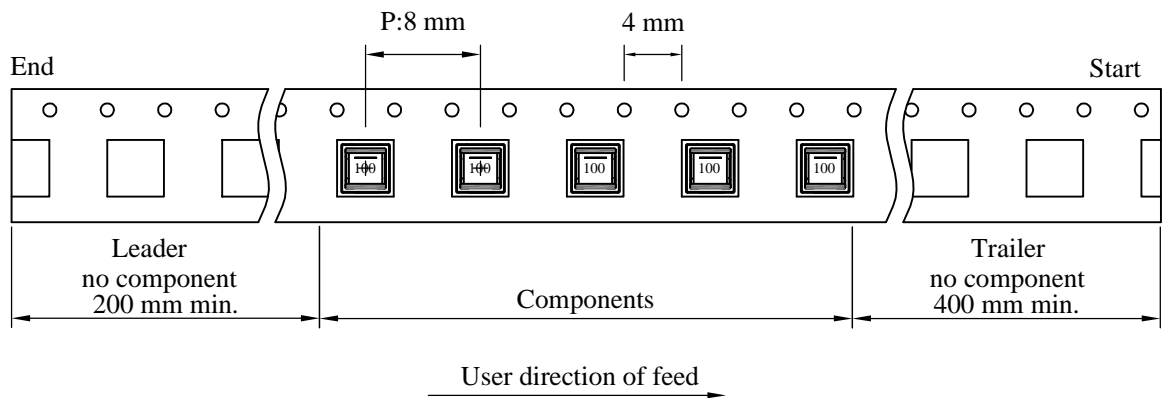 P:8 mm
4 mm
End
Start
100
100
100
100
100
Leader
no component
200 mm min.
Components
Trailer
no component
400 mm min.
User direction of feed